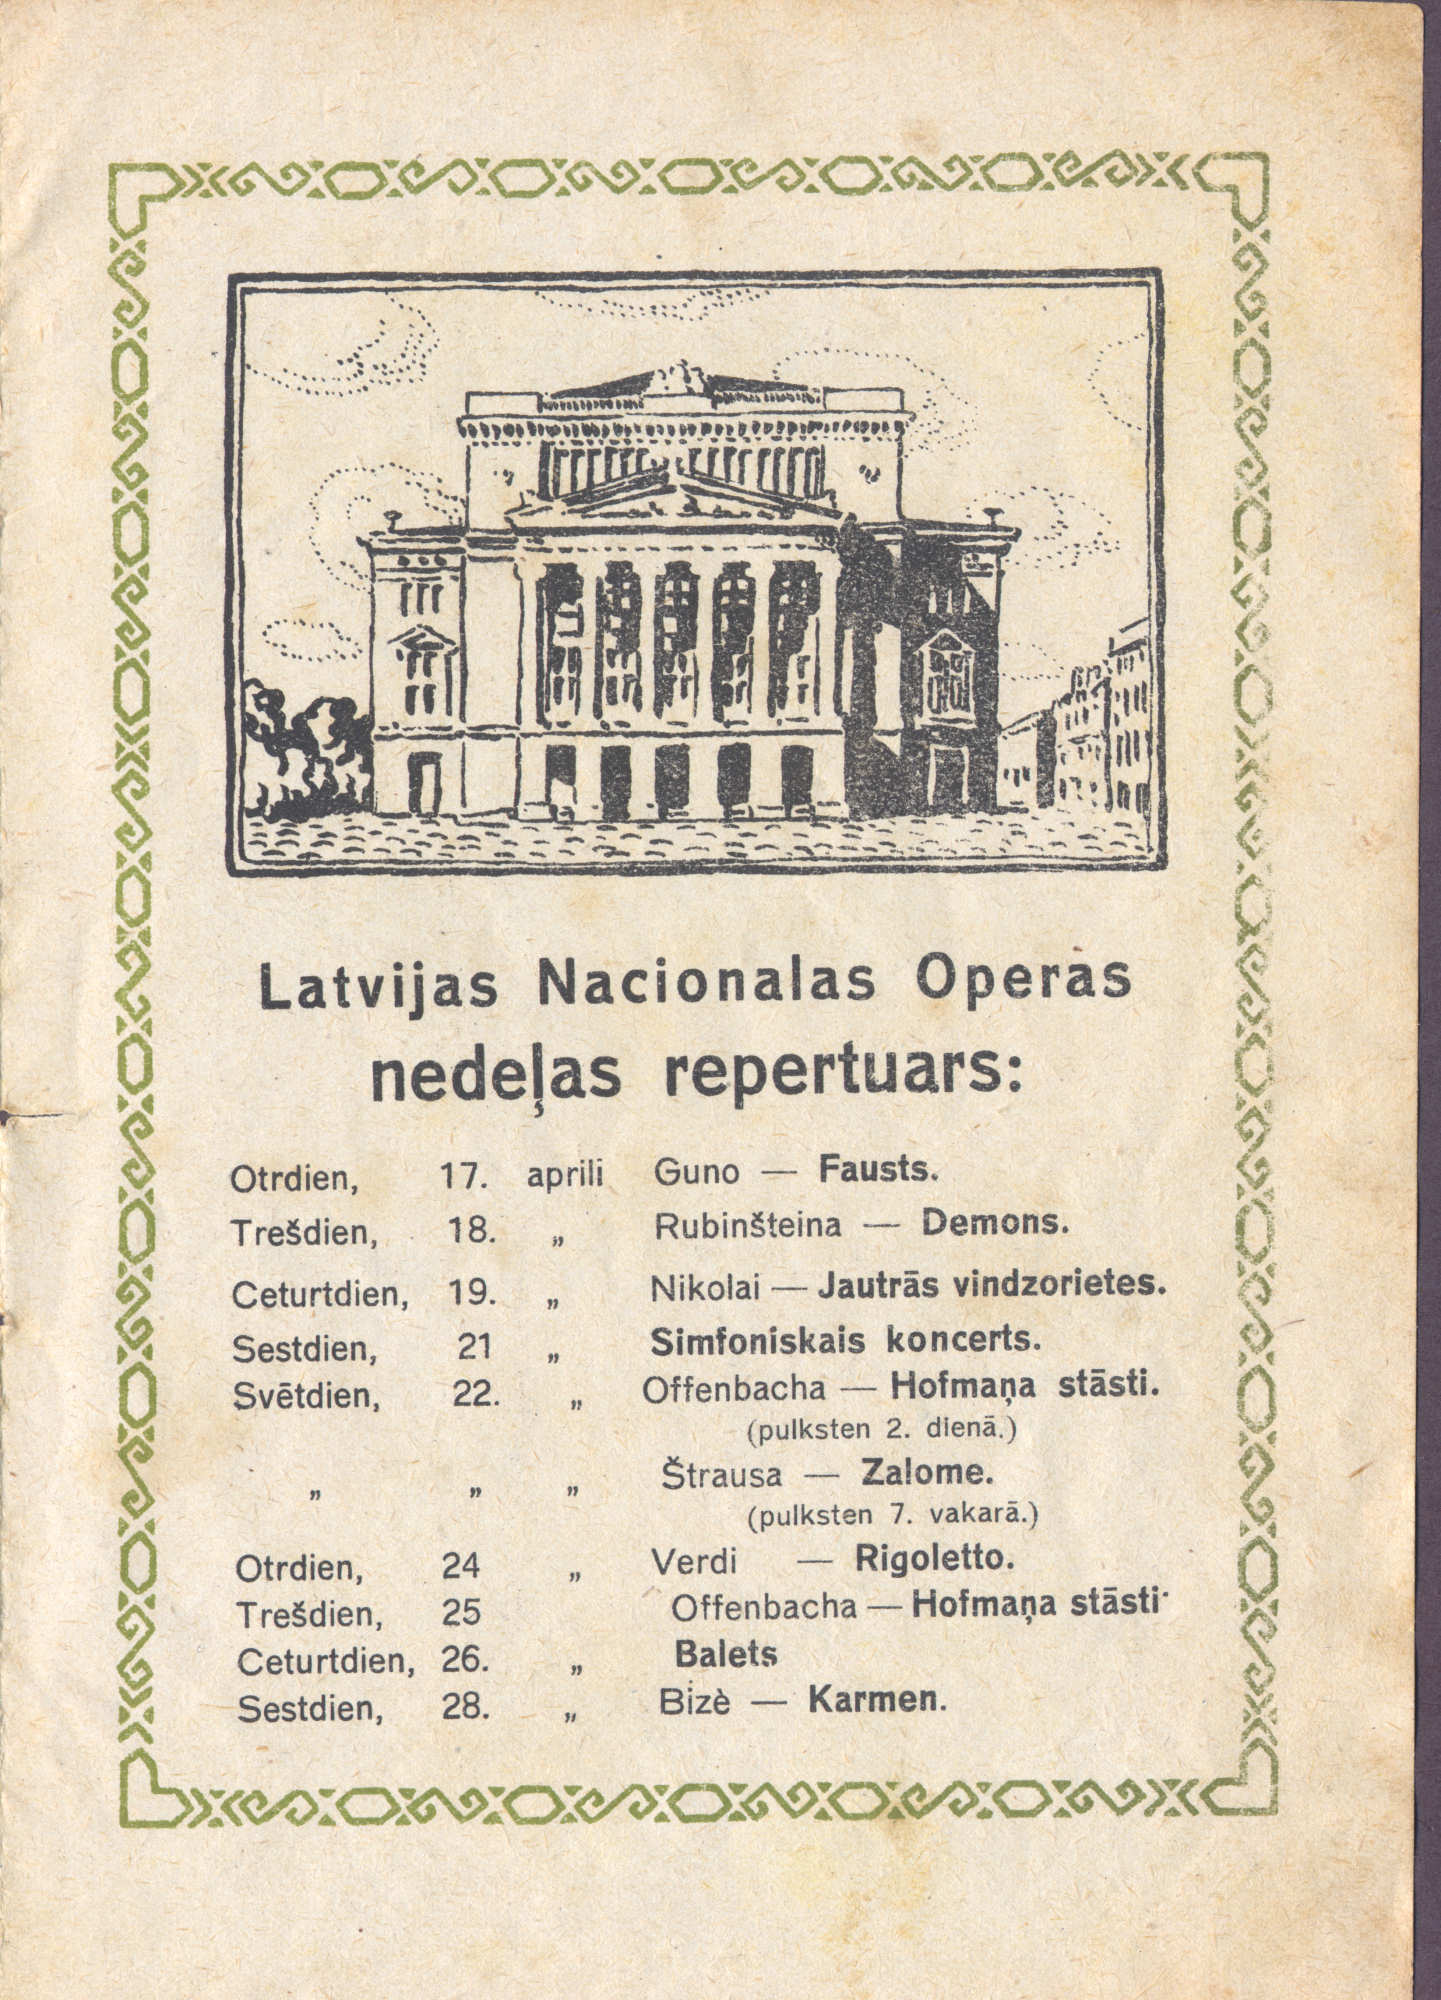 Latvijas Nacionalas Operas
nedeļas repertuars:
Otrdien, 17. aprili Guno — Fausts.
Trešdien, 18. „ Rubinšteina — Demons.
Ceturtdien, 19. „ Nikolai — Jautrās vindzorietes.
Sestdien, 21 „ Simfoniskais koncerts.
Svētdien, 22. „ Offenbacha — Hofmaņa stāsti.
(pulksten 2. dienā.)
„ „ „ Štrausa — Zalome.
(pulksten 7. vakarā.)
Otrdien, 24 „ Verdi — Rigoletto.
Trešdien, 25 Offenbacha — Hofmaņa stāsti.
Ceturtdien, 26. „ Balets
Sestdien, 28. „ Bizè — Karmen.